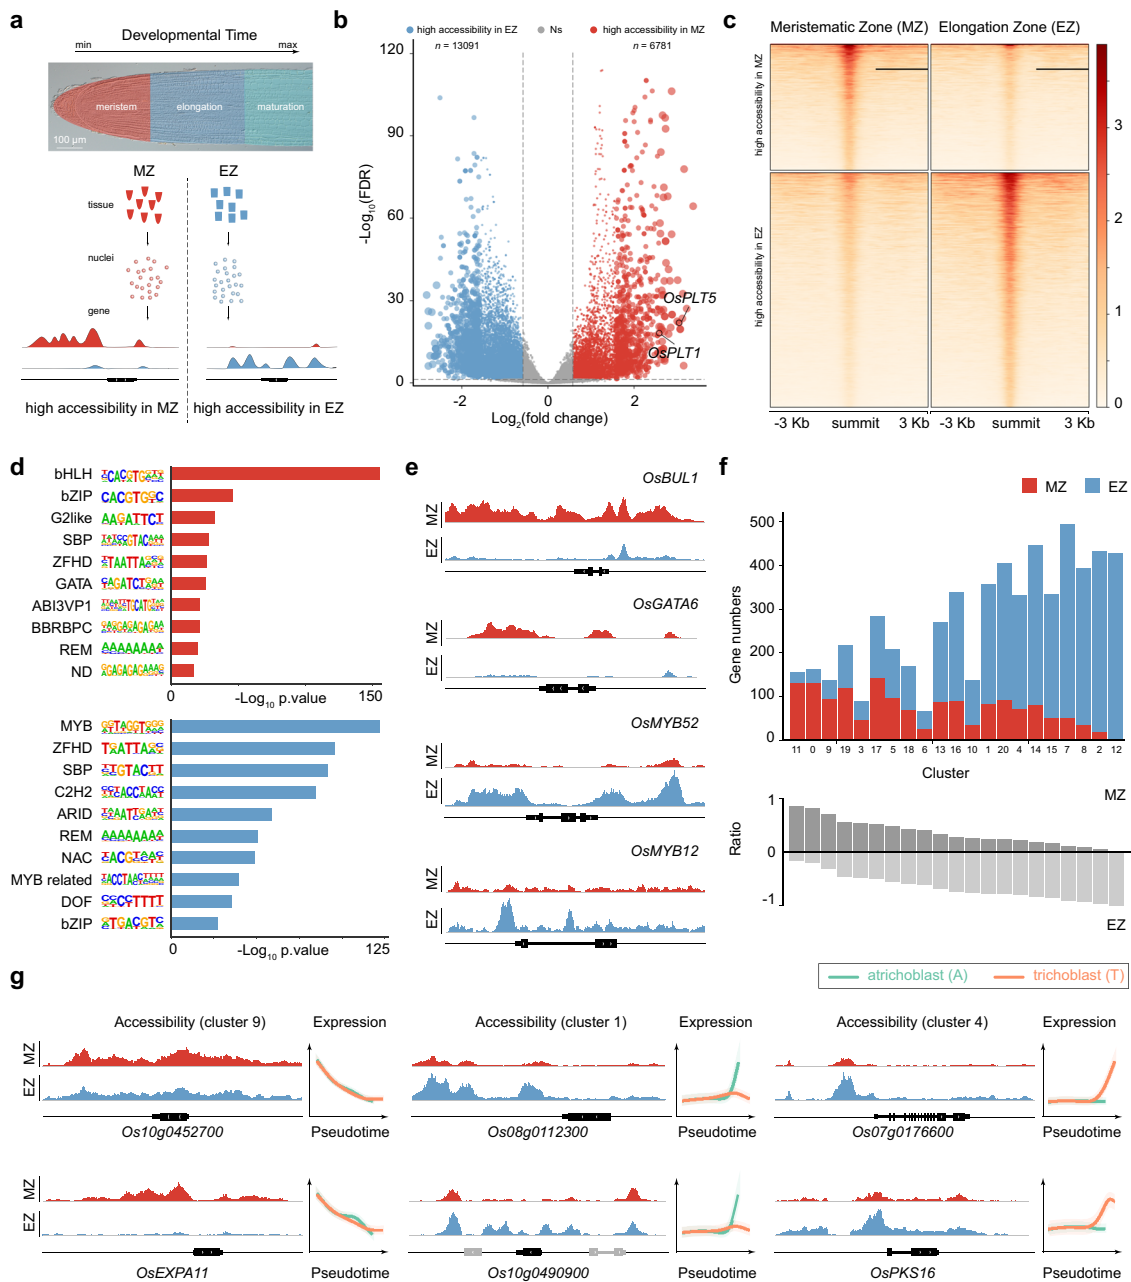 a
Developmental Time
min
max
meristem
elongation
maturation
100 μm
MZ
EZ
tissue
nuclei
gene
high accessibility in MZ
high accessibility in EZ
b
high accessibility in EZ
Ns
high accessibility in MZ
n = 13091
n = 6781
120
90
60
30
0
-Log10(FDR)
OsPLT5
OsPLT1
-2
0
2
Log2(fold change)
c
Meristematic Zone (MZ)
Elongation Zone (EZ)
high accessibility in MZ
high accessibility in EZ
3
2
1
0
-3 Kb
summit
3 Kb
-3 Kb
summit
3 Kb
d
bHLH
bZIP
G2like
SBP
ZFHD
GATA
ABI3VP1
BBRBPC
REM
ND
0
150
-Log10 p.value
MYB
ZFHD
SBP
C2H2
ARID
REM
NAC
MYB related
DOF
bZIP
0
125
-Log10 p.value
e
OsBUL1
MZ
EZ
OsGATA6
MZ
EZ
OsMYB52
MZ
EZ
OsMYB12
MZ
EZ
f
MZ
EZ
500
400
300
200
100
0
Gene numbers
11 0 9 19 3 17 5 18 6 13 16 10 1 20 4 14 15 7 8 2 12
Cluster
MZ
1
0
-1
Ratio
EZ
g
atrichoblast (A)
trichoblast (T)
Accessibility (cluster 9)
Expression
Accessibility (cluster 1)
Expression
Accessibility (cluster 4)
Expression
MZ
EZ
Os10g0452700
Pseudotime
MZ
EZ
Os08g0112300
Pseudotime
MZ
EZ
Os07g0176600
Pseudotime
MZ
EZ
OsEXPA11
Pseudotime
MZ
EZ
Os10g0490900
Pseudotime
MZ
EZ
OsPKS16
Pseudotime